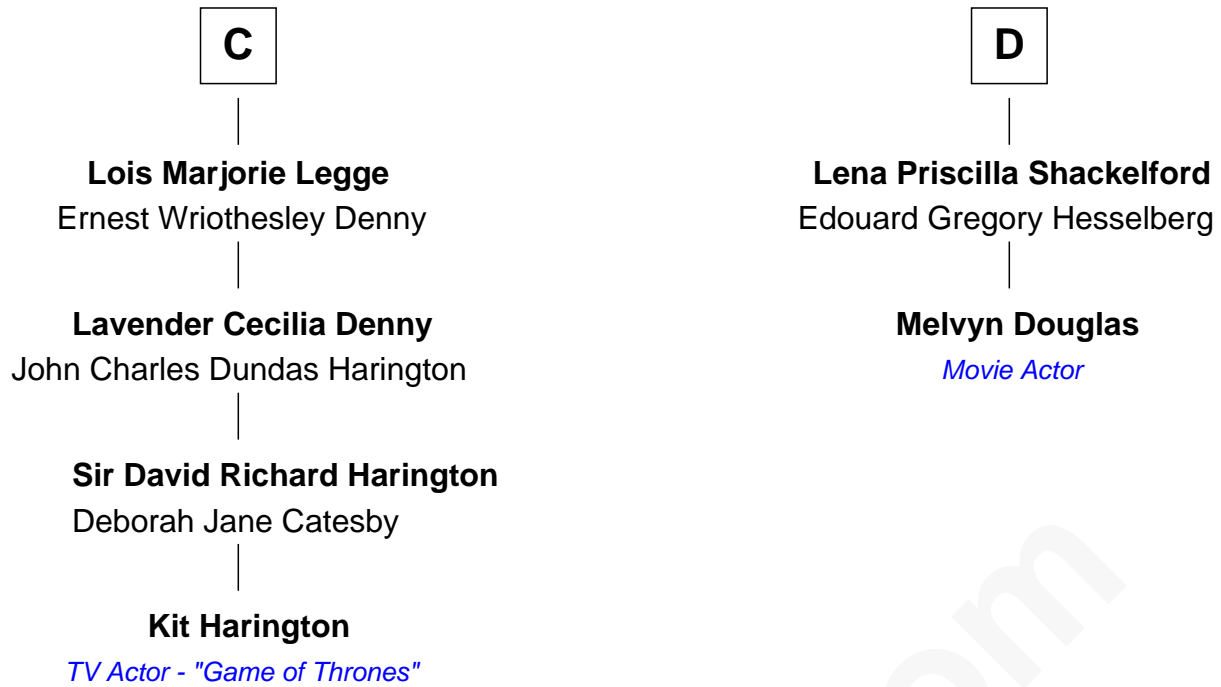 C
Lois Marjorie Legge
Ernest Wriothesley Denny
Lavender Cecilia Denny
John Charles Dundas Harington
Sir David Richard Harington
Deborah Jane Catesby
Kit Harington
TV Actor - "Game of Thrones"
D
Lena Priscilla Shackelford
Edouard Gregory Hesselberg
Melvyn Douglas
Movie Actor
om